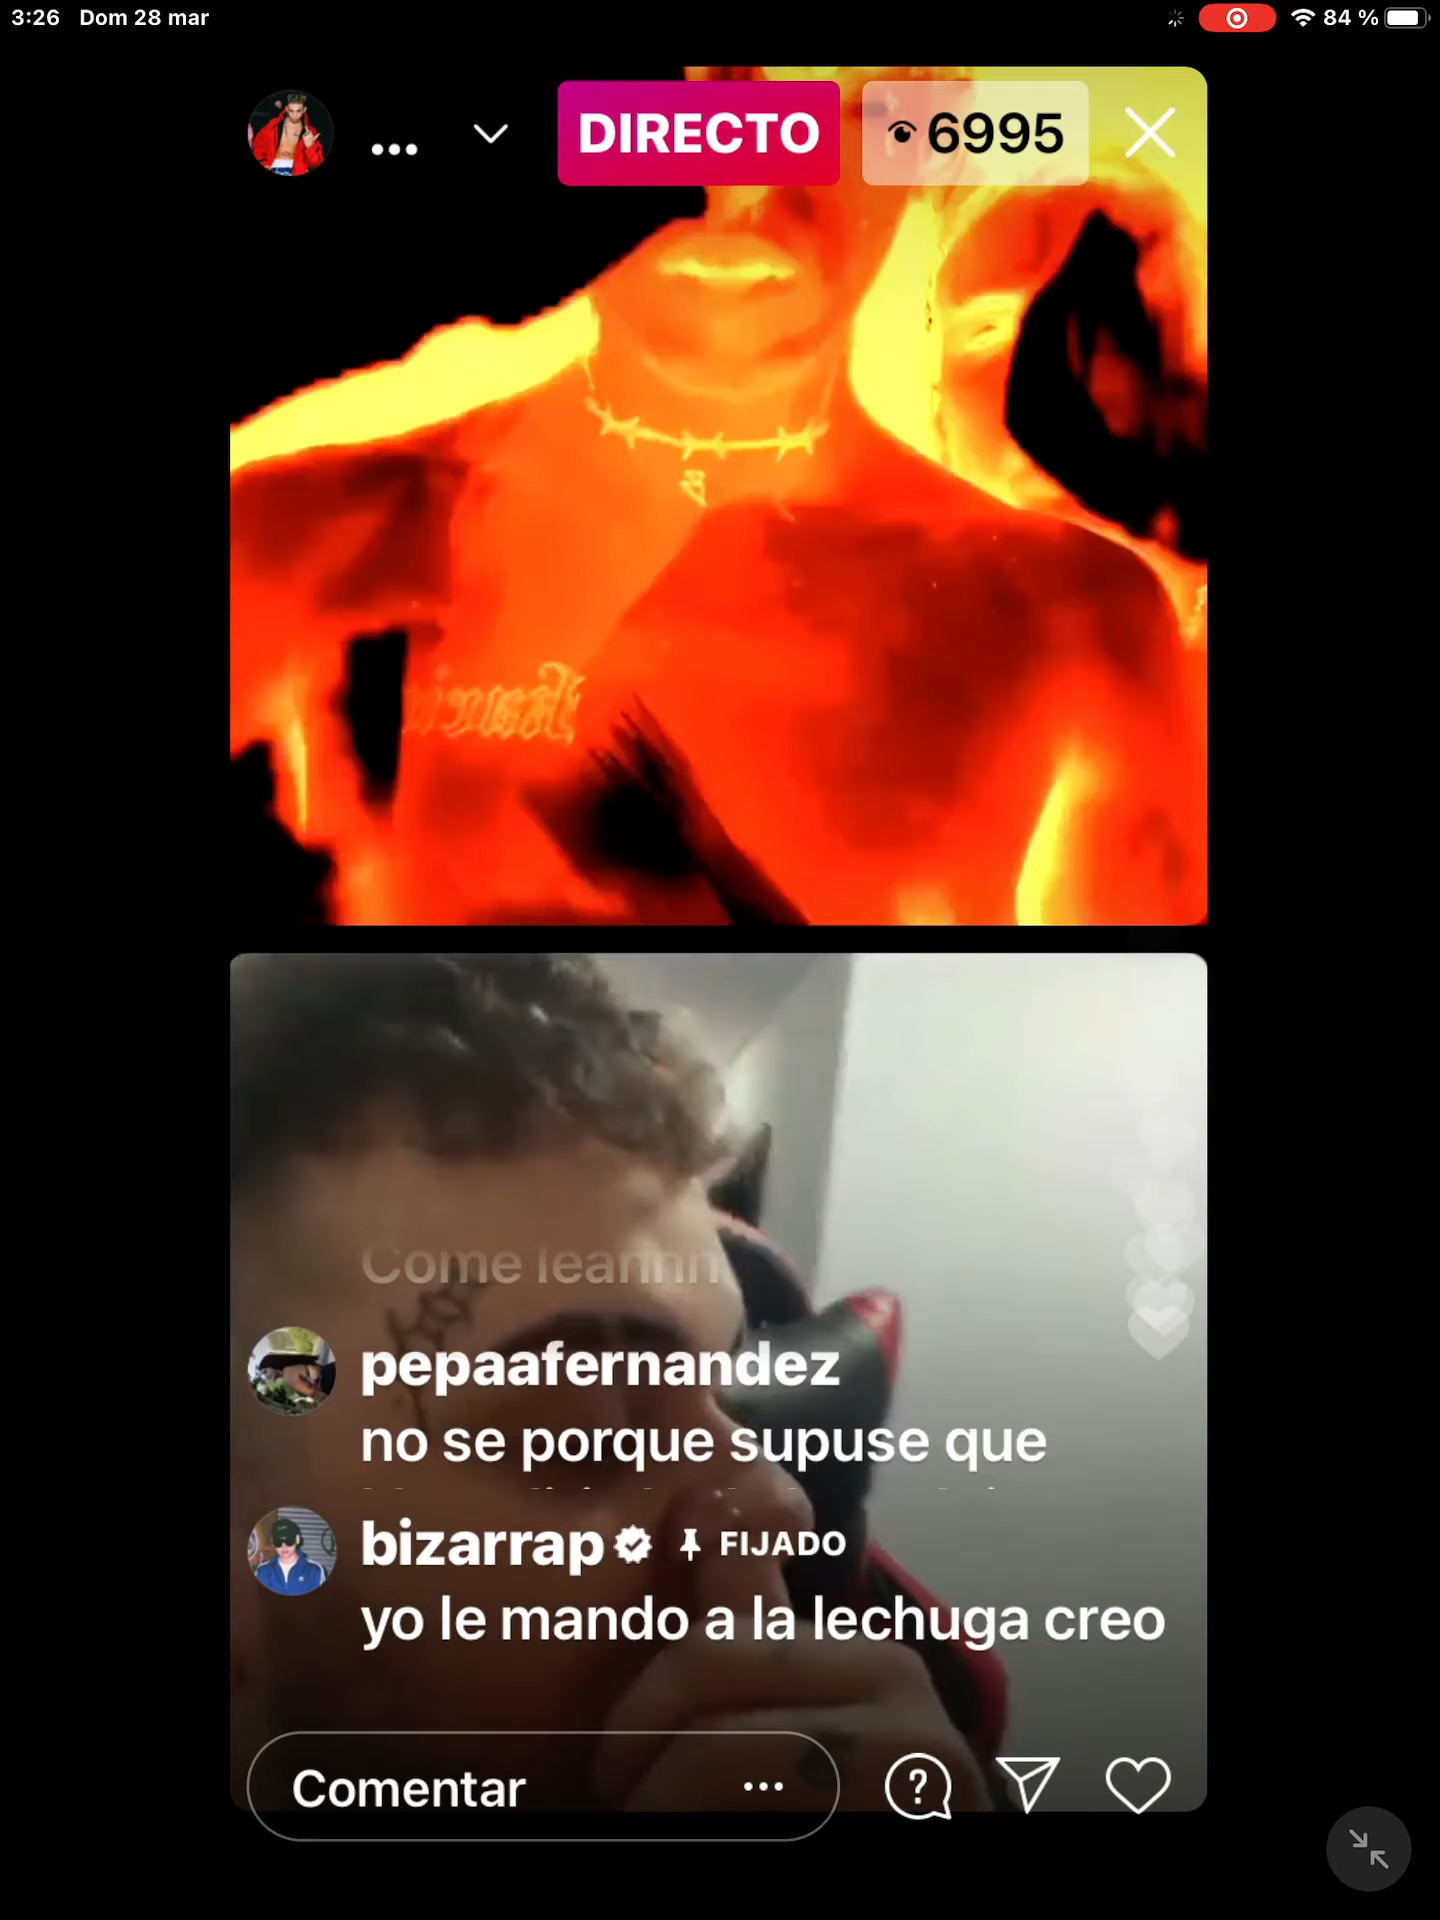 3:26 Dom 28 mar 84 %
... DIRECTO 6995
Come leannn
pepaafernandez
no se porque supuse que
bizarrap FIJADO
yo le mando a la lechuga creo
Comentar ...